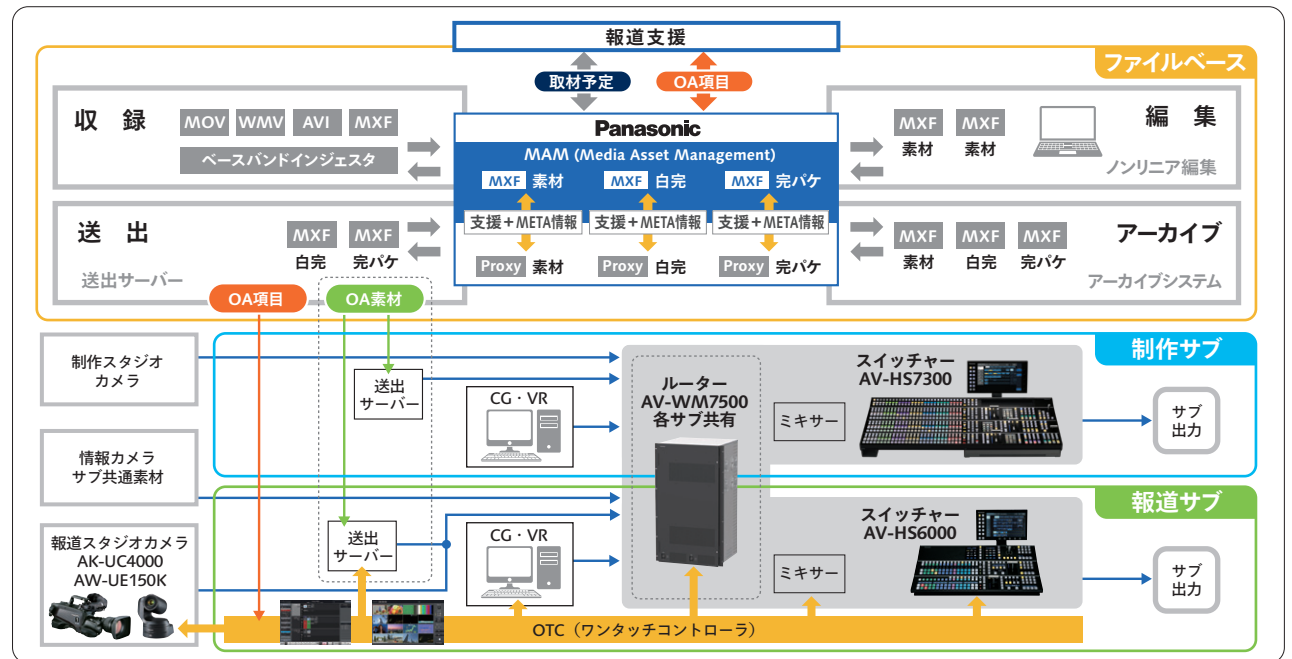 報道支援
ファイルベース
取材予定
OA項目
収 録
MOV WMV AVI MXF
ベースバンドインジェスタ
Panasonic
MAM (Media Asset Management)
MXF 素材
MXF 白完
MXF 完パケ
支援+META情報
支援+META情報
支援+META情報
Proxy 素材
Proxy 白完
Proxy 完パケ
MXF MXF
素材 素材
編 集
ノンリニア編集
送 出
MXF MXF
白完 完パケ
送出サーバー
MXF MXF MXF
素材 白完 完パケ
アーカイブ
アーカイブシステム
OA項目
OA素材
制作サブ
制作スタジオ
カメラ
送出
サーバー
CG・VR
ルーター
AV-WM7500
各サブ共有
ミキサー
スイッチャー
AV-HS7300
サブ
出力
情報カメラ
サブ共通素材
報道サブ
報道スタジオカメラ
AK-UC4000
AW-UE150K
送出
サーバー
CG・VR
ミキサー
スイッチャー
AV-HS6000
サブ
出力
OTC（ワンタッチコントローラ）